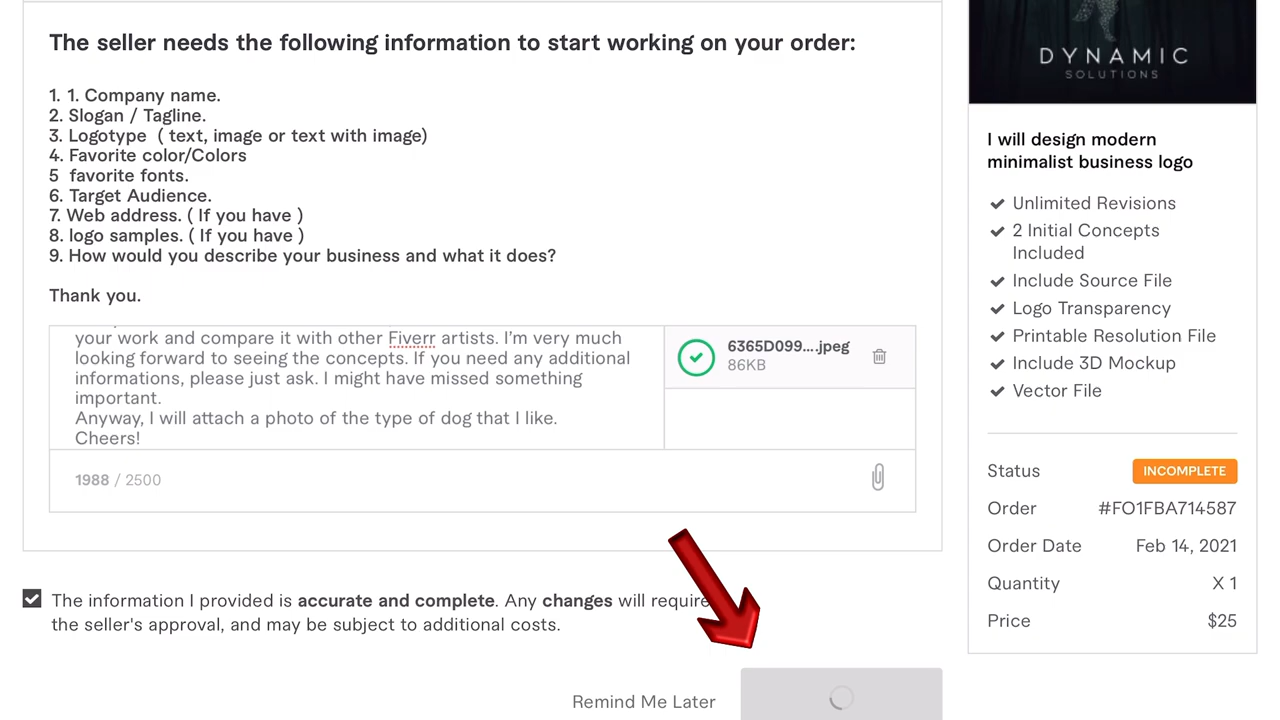 The seller needs the following information to start working on your order:
1. 1. Company name.
2. Slogan / Tagline.
3. Logotype  ( text, image or text with image)
4. Favorite color/Colors
5  favorite fonts.
6. Target Audience.
7. Web address. ( If you have )
8. logo samples. ( If you have )
9. How would you describe your business and what it does?
Thank you.
your work and compare it with other Fiverr artists. I'm very much
looking forward to seeing the concepts. If you need any additional
informations, please just ask. I might have missed something
important.
Anyway, I will attach a photo of the type of dog that I like.
Cheers!
6365D099....jpeg
86KB
1988 / 2500
The information I provided is accurate and complete. Any changes will require
the seller's approval, and may be subject to additional costs.
Remind Me Later
DYNAMIC
SOLUTIONS
I will design modern
minimalist business logo
Unlimited Revisions
2 Initial Concepts
Included
Include Source File
Logo Transparency
Printable Resolution File
Include 3D Mockup
Vector File
Status INCOMPLETE
Order #FO1FBA714587
Order Date Feb 14, 2021
Quantity X 1
Price $25